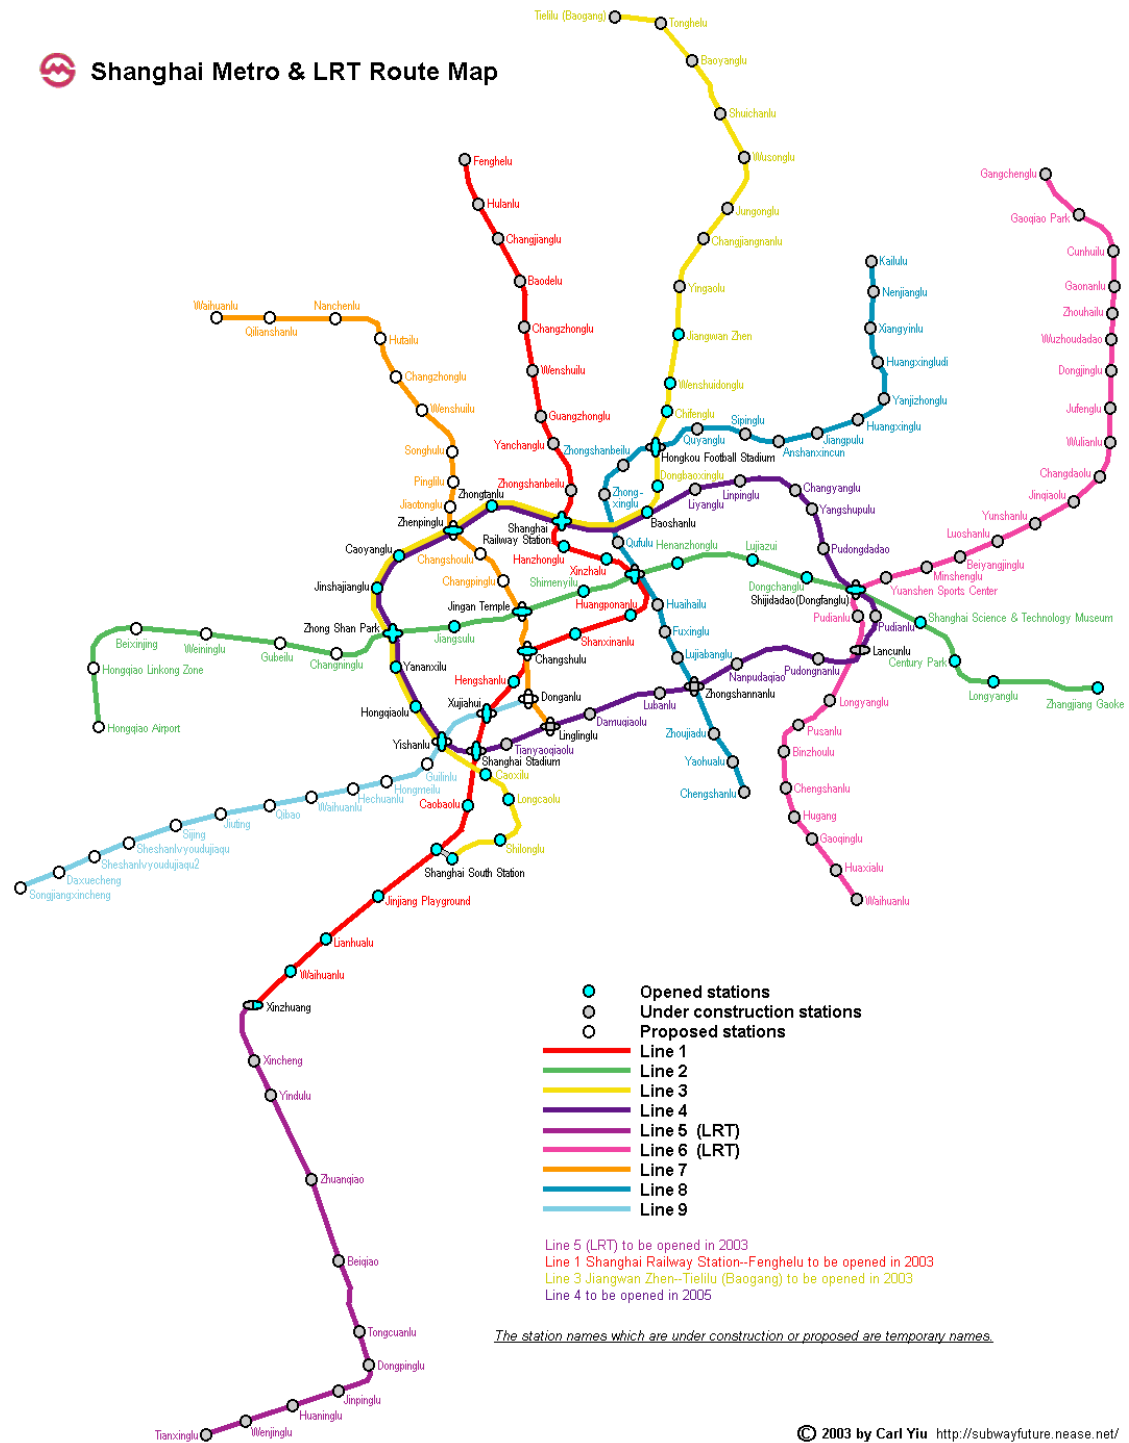 Shanghai Metro & LRT Route Map
Tielilu (Baogang)
Tonghelu
Baoyanglu
Shuichanlu
Wusonglu
Jungonglu
Changjiangnanlu
Yingaolu
Jiangwan Zhen
Wenshuidonglu
Chifenglu
Hongkou Football Stadium
Dongbaoxinglu
Baoshanlu
Fenghelu
Hulanlu
Changjianglu
Baodelu
Changzhonglu
Wenshuilu
Guangzhonglu
Yanchanglu
Zhongshanbeilu
Shanghai
Railway Station
Hanzhonglu
Xinzhalu
Huangponanlu
Shanxinanlu
Changshulu
Hengshanlu
Xujiahui
Shanghai Stadium
Caobaolu
Shanghai South Station
Jinjiang Playground
Lianhualu
Waihuanlu
Xinzhuang
Gangchenglu
Gaoqiao Park
Cunhuilu
Gaonanlu
Zhouhailu
Wuzhoudadao
Dongjinglu
Jufenglu
Wulianlu
Changdaolu
Jinqiaolu
Yunshanlu
Luoshanlu
Beiyangjinglu
Minshenglu
Yuanshen Sports Center
Shijidadao(Dongfanglu)
Pudianlu
Pudianlu
Lancunlu
Longyanglu
Pusanlu
Binzhoulu
Chengshanlu
Hugang
Gaoqinglu
Huaxialu
Waihuanlu
Kailulu
Nenjianglu
Xiangyinlu
Huangxingludi
Yanjizhonglu
Huangxinglu
Jiangpulu
Anshanxincun
Sipinglu
Quyanglu
Zhongshanbeilu
Zhong-
xinglu
Qufulu
Huaihailu
Fuxinglu
Lujiabanglu
Zhongshannanlu
Zhoujiadu
Yaohualu
Chengshanlu
Waihuanlu
Qilianshanlu
Nanchenlu
Hutailu
Changzhonglu
Wenshuilu
Songhulu
Pinglilu
Jiaotonglu
Zhenpinglu
Changshoulu
Changpinglu
Jingan Temple
Donganlu
Linglinglu
Zhongtanlu
Caoyanglu
Jinshajianglu
Zhong Shan Park
Yananxilu
Hongqiaolu
Yishanlu
Caoxilu
Longcaolu
Shilonglu
Liyanglu
Linpinglu
Changyanglu
Yangshupulu
Pudongdadao
Pudongnanlu
Nanpudaqiao
Lubanlu
Damuqiaolu
Tianyaoqiaolu
Hongqiao Airport
Hongqiao Linkong Zone
Beixinjing
Weininglu
Gubeilu
Changninglu
Jiangsulu
Shimenyilu
Henanzhonglu
Lujiazui
Dongchanglu
Shanghai Science & Technology Museum
Century Park
Longyanglu
Zhangjiang Gaoke
Guilinlu
Hongmeilu
Hechuanlu
Waihuanlu
Qibao
Jiuting
Sijing
Sheshanlvyoudujiaqu
Sheshanlvyoudujiaqu2
Daxuecheng
Songjiangxincheng
Xincheng
Yindulu
Zhuanqiao
Beiqiao
Tongcuanlu
Dongpinglu
Jinpinglu
Huaninglu
Wenjinglu
Tianxinglu
Opened stations
Under construction stations
Proposed stations
Line 1
Line 2
Line 3
Line 4
Line 5 (LRT)
Line 6 (LRT)
Line 7
Line 8
Line 9
Line 5 (LRT) to be opened in 2003
Line 1 Shanghai Railway Station--Fenghelu to be opened in 2003
Line 3 Jiangwan Zhen--Tielilu (Baogang) to be opened in 2003
Line 4 to be opened in 2005
The station names which are under construction or proposed are temporary names.
© 2003 by Carl Yiu http://subwayfuture.nease.net/